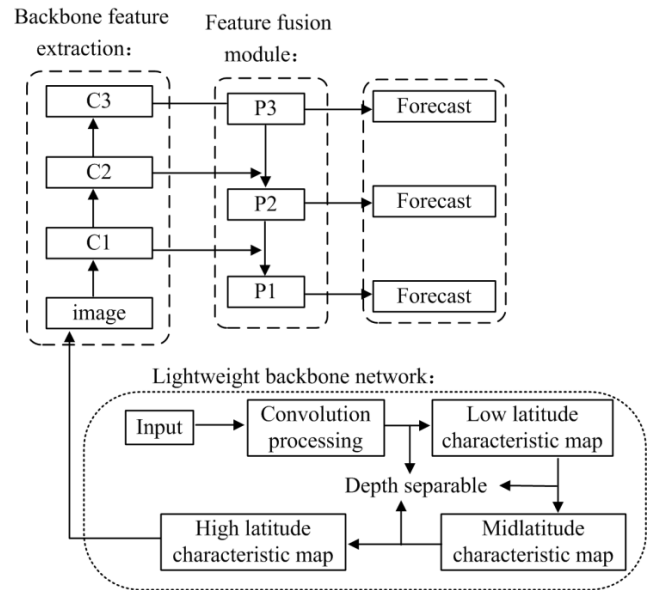 Backbone feature
extraction：
Feature fusion
module：
C3
P3
Forecast
C2
P2
Forecast
C1
P1
Forecast
image
Lightweight backbone network：
Input
Convolution
processing
Low latitude
characteristic map
Depth separable
High latitude
characteristic map
Midlatitude
characteristic map